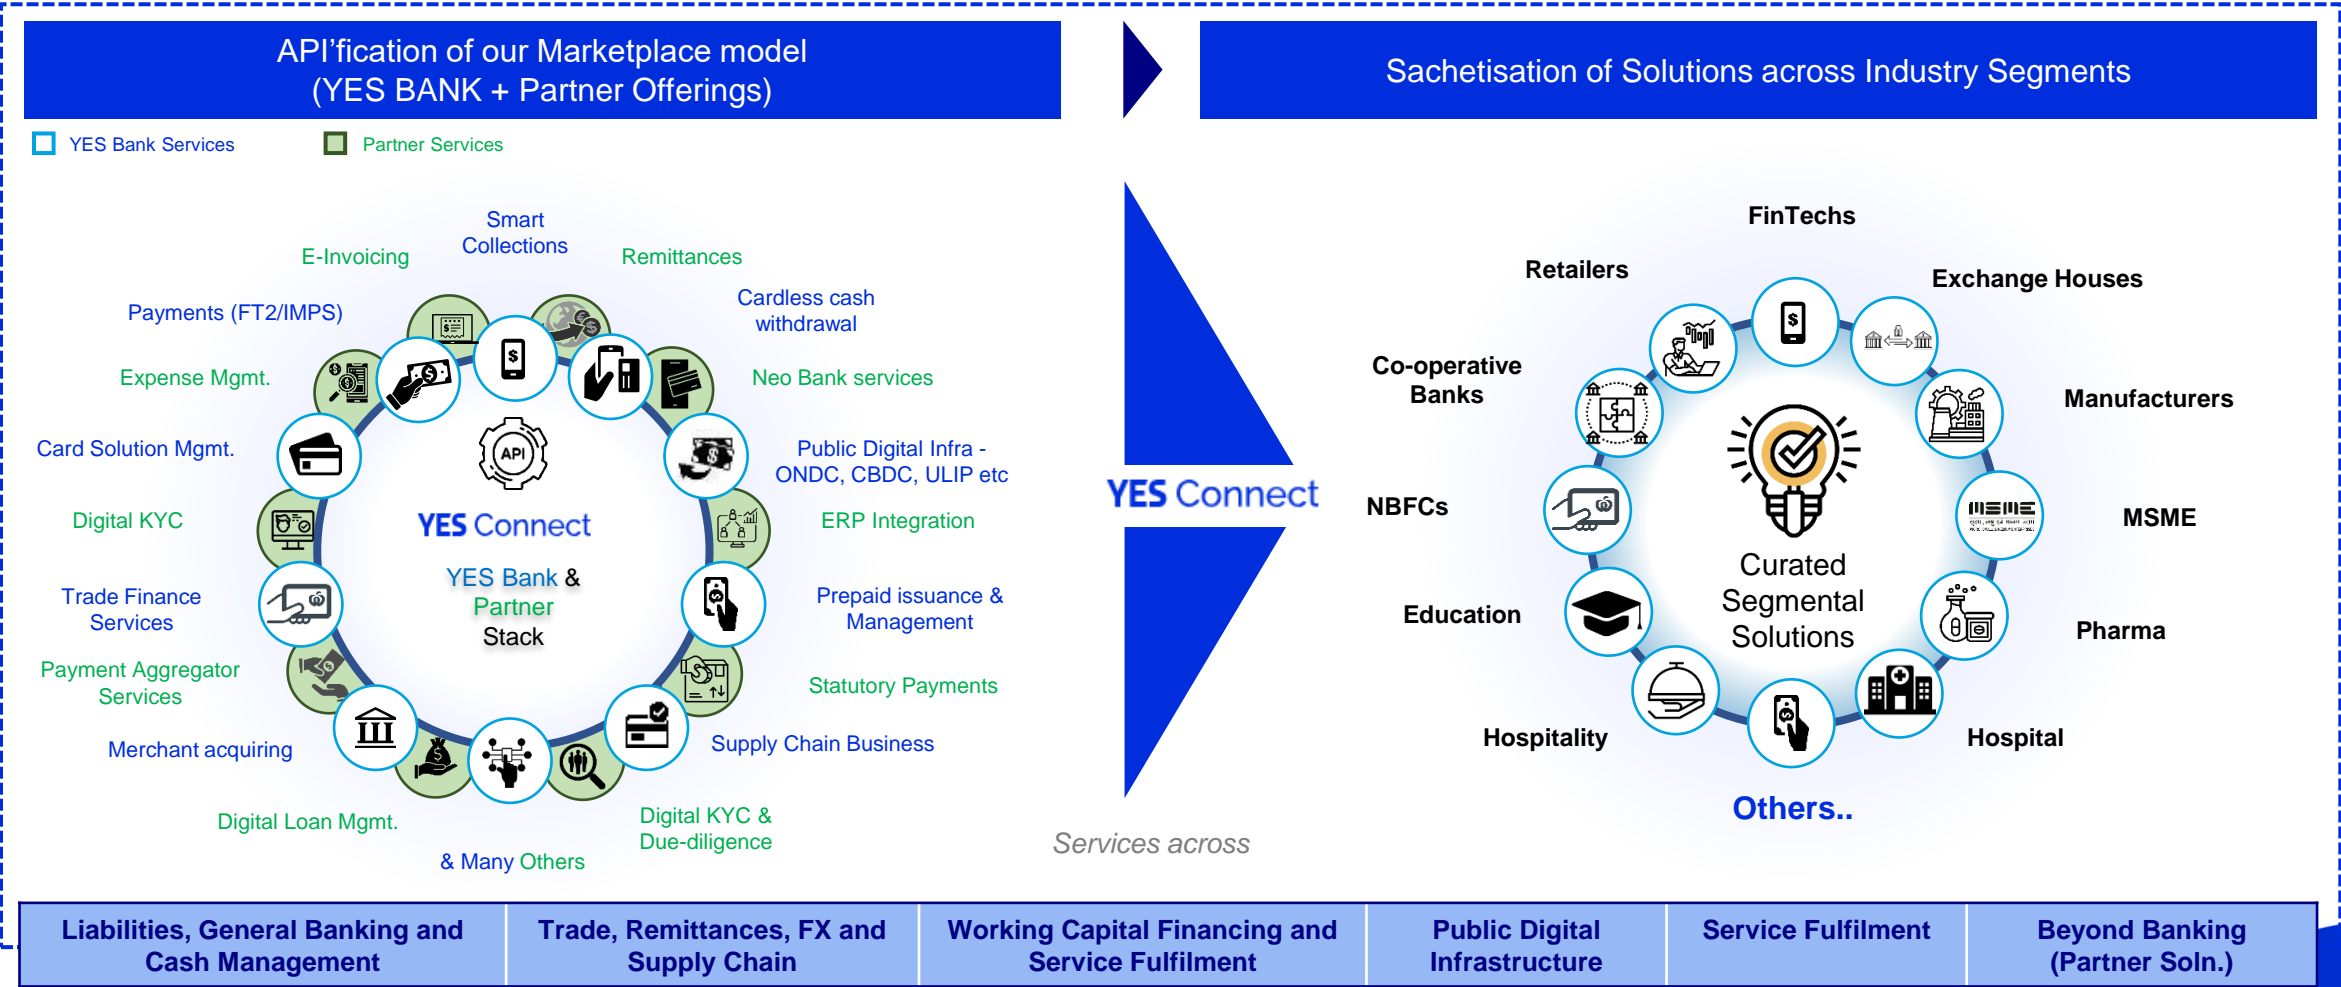 API’fication of our Marketplace model
(YES BANK + Partner Offerings)
Sachetisation of Solutions across Industry Segments
YES Bank Services
Partner Services
Smart
Collections
E-Invoicing
Remittances
Payments (FT2/IMPS)
Cardless cash
withdrawal
Expense Mgmt.
Neo Bank services
Card Solution Mgmt.
Public Digital Infra -
ONDC, CBDC, ULIP etc
Digital KYC
ERP Integration
Trade Finance
Services
Prepaid issuance &
Management
Payment Aggregator
Services
Statutory Payments
Merchant acquiring
Supply Chain Business
Digital Loan Mgmt.
Digital KYC &
Due-diligence
& Many Others
API
YES Connect
YES Bank &
Partner
Stack
YES Connect
Services across
FinTechs
Retailers
Exchange Houses
Co-operative
Banks
Manufacturers
NBFCs
MSME
MSME
Education
Pharma
Hospitality
Hospital
Others..
Curated
Segmental
Solutions
Liabilities, General Banking and
Cash Management
Trade, Remittances, FX and
Supply Chain
Working Capital Financing and
Service Fulfilment
Public Digital
Infrastructure
Service Fulfilment
Beyond Banking
(Partner Soln.)